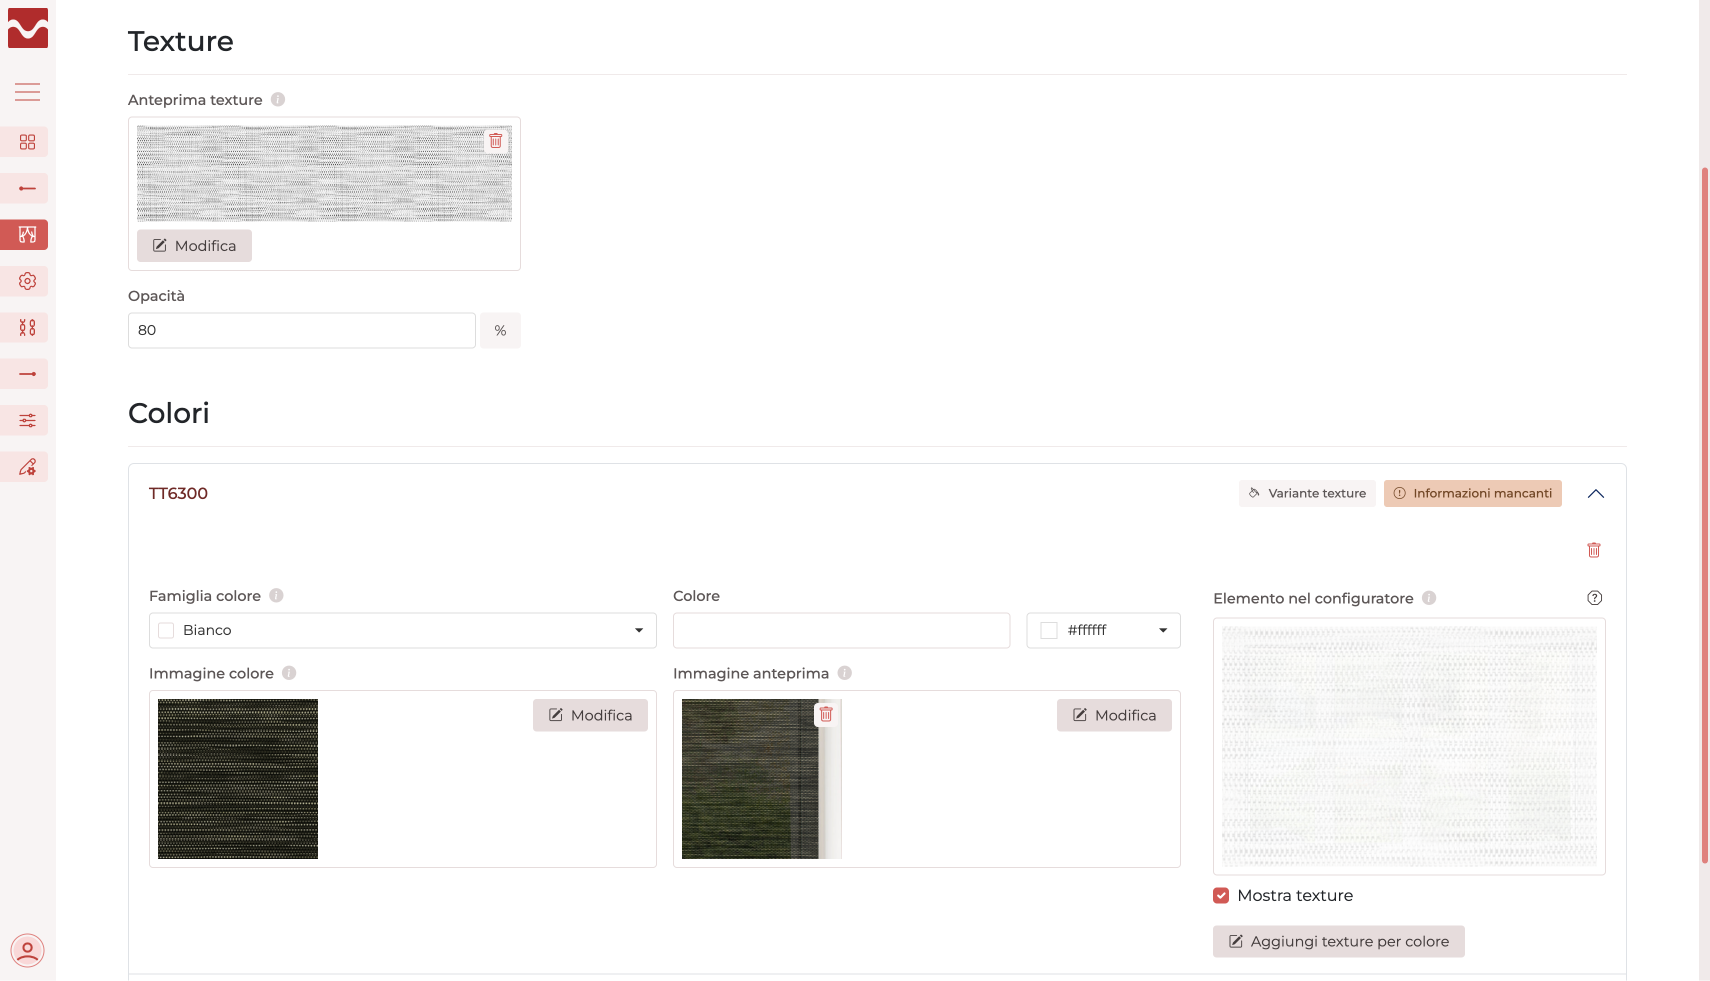 Texture
Anteprima texture
Modifica
Opacità
80
%
Colori
TT6300
Variante texture
Informazioni mancanti
Famiglia colore
Colore
Elemento nel configuratore
Bianco
#ffffff
Immagine colore
Immagine anteprima
Modifica
Modifica
Mostra texture
Aggiungi texture per colore